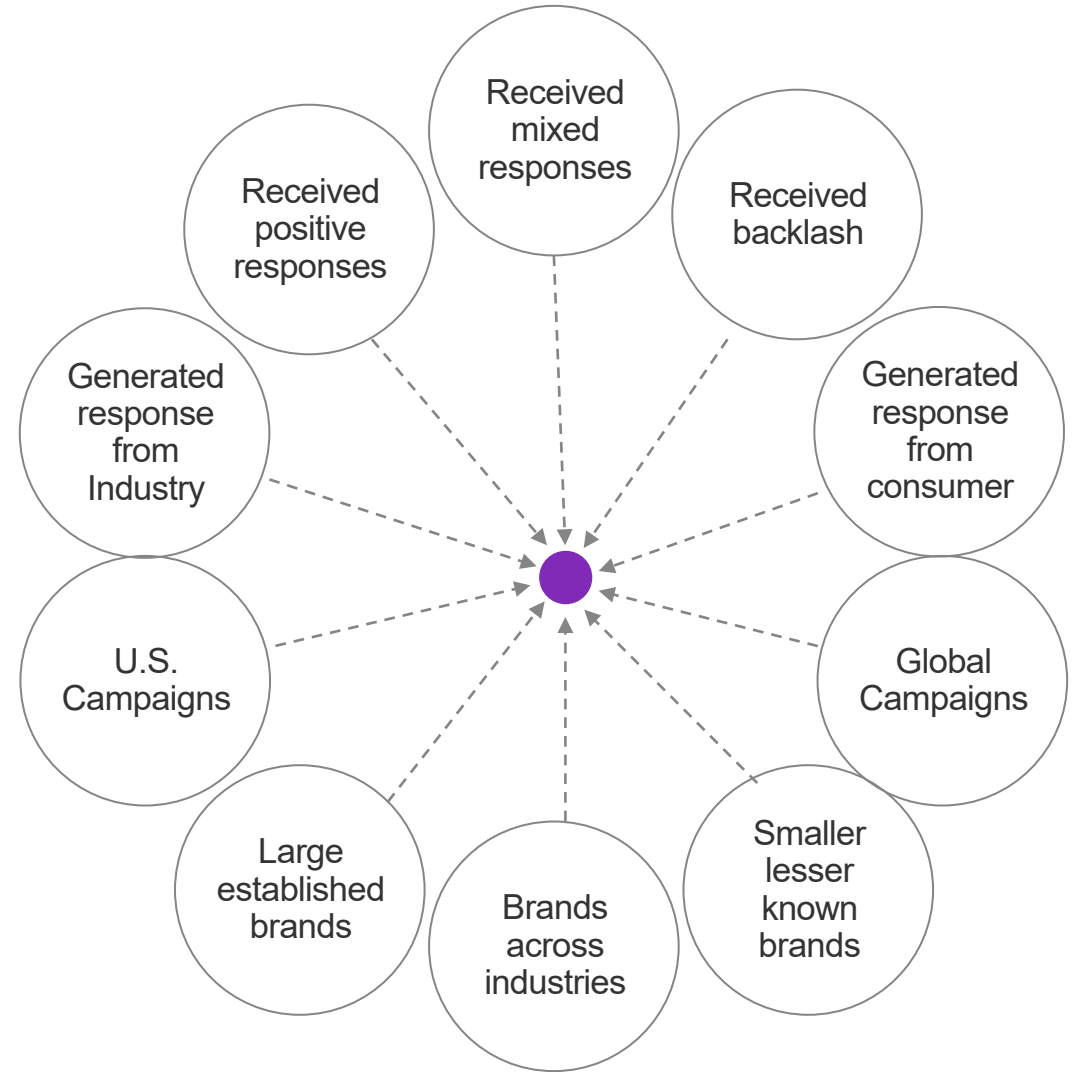 Received
mixed
responses
Received
backlash
Received
positive
responses
Generated
response
from
Industry
Generated
response
from
consumer
U.S.
Campaigns
Global
Campaigns
Large
established
brands
Brands
across
industries
Smaller
lesser
known
brands